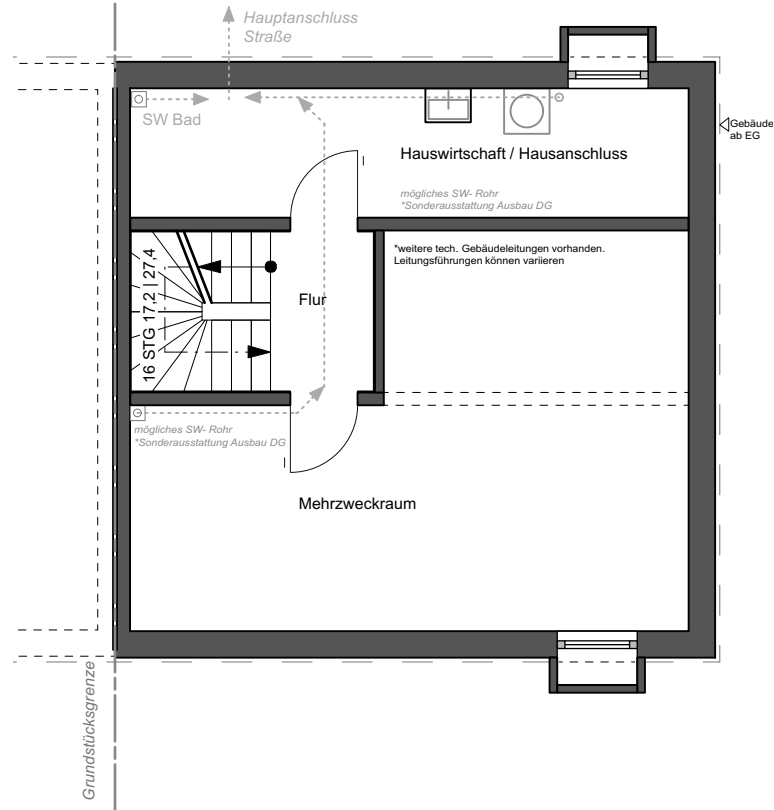 Hauptanschluss
Straße
SW Bad
Gebäude
ab EG
Hauswirtschaft / Hausanschluss
mögliches SW- Rohr
*Sonderausstattung Ausbau DG
*weitere tech. Gebäudeleitungen vorhanden.
Leitungsführungen können variieren
16 STG 17,2 | 27,4
Flur
mögliches SW- Rohr
*Sonderausstattung Ausbau DG
Mehrzweckraum
Grundstücksgrenze